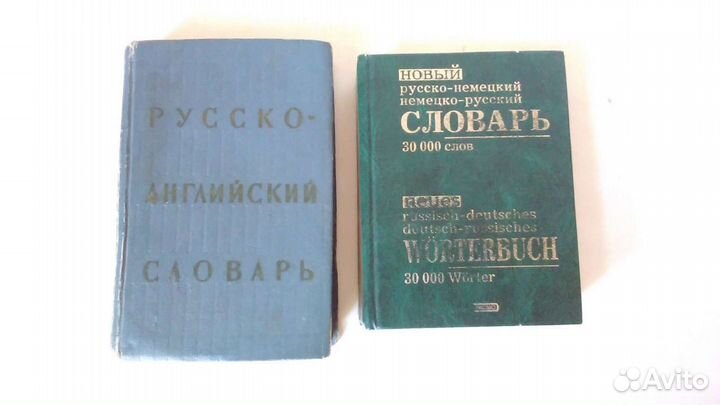 РУССКО-
АНГЛИЙСКИЙ
СЛОВАРЬ
НОВЫЙ
русско-немецкий
немецко-русский
СЛОВАРЬ
30 000 слов
neues
russisch-deutsches
deutsch-russisches
WÖRTERBUCH
30 000 Wörter
Avito